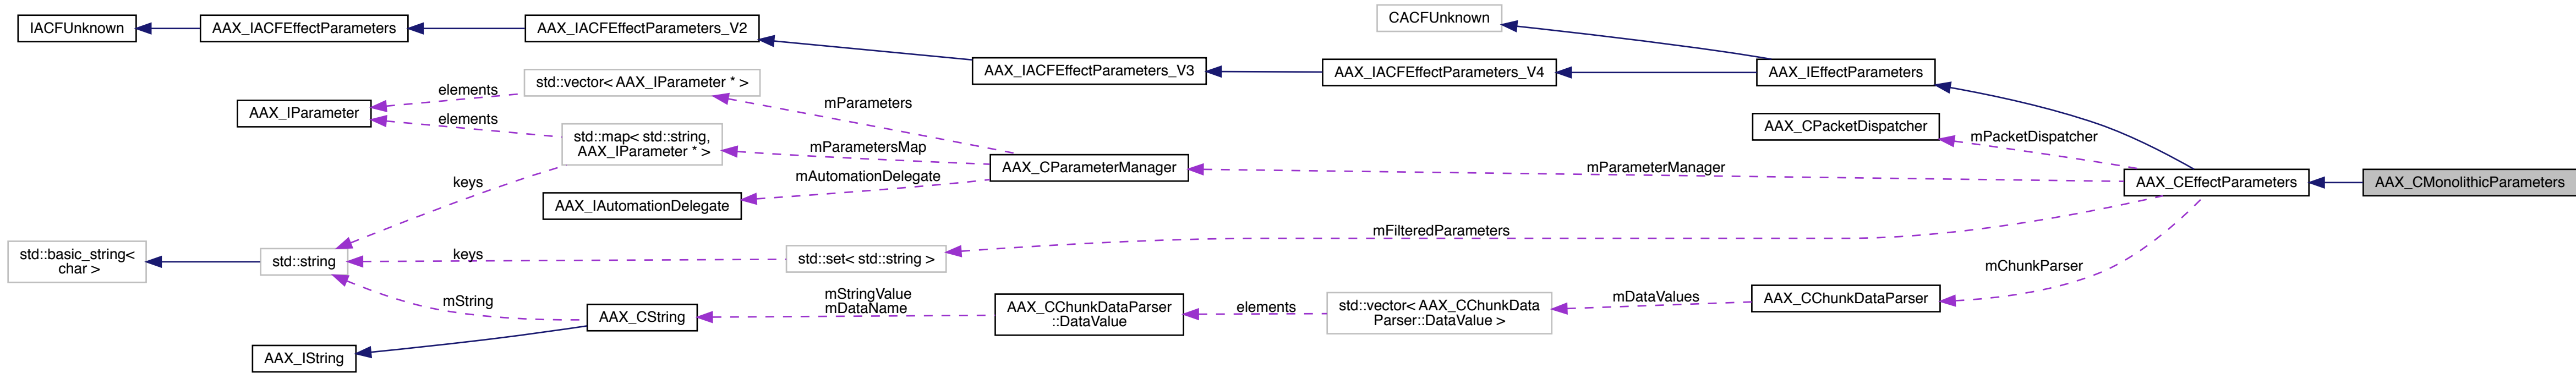 CACFUnknown
IACFUnknown
AAX_IACFEffectParameters
AAX_IACFEffectParameters_V2
AAX_IACFEffectParameters_V3
AAX_IACFEffectParameters_V4
AAX_IEffectParameters
std::vector< AAX_IParameter * >
elements
AAX_IParameter
elements
mParameters
std::map< std::string,
AAX_IParameter * >
mParametersMap
mAutomationDelegate
AAX_CParameterManager
mParameterManager
AAX_CPacketDispatcher
mPacketDispatcher
AAX_CEffectParameters
AAX_CMonolithicParameters
keys
AAX_IAutomationDelegate
mFilteredParameters
std::basic_string<
char >
std::string
keys
std::set< std::string >
mChunkParser
mString
AAX_CString
mStringValue
mDataName
AAX_CChunkDataParser
::DataValue
elements
std::vector< AAX_CChunkData
Parser::DataValue >
mDataValues
AAX_CChunkDataParser
AAX_IString